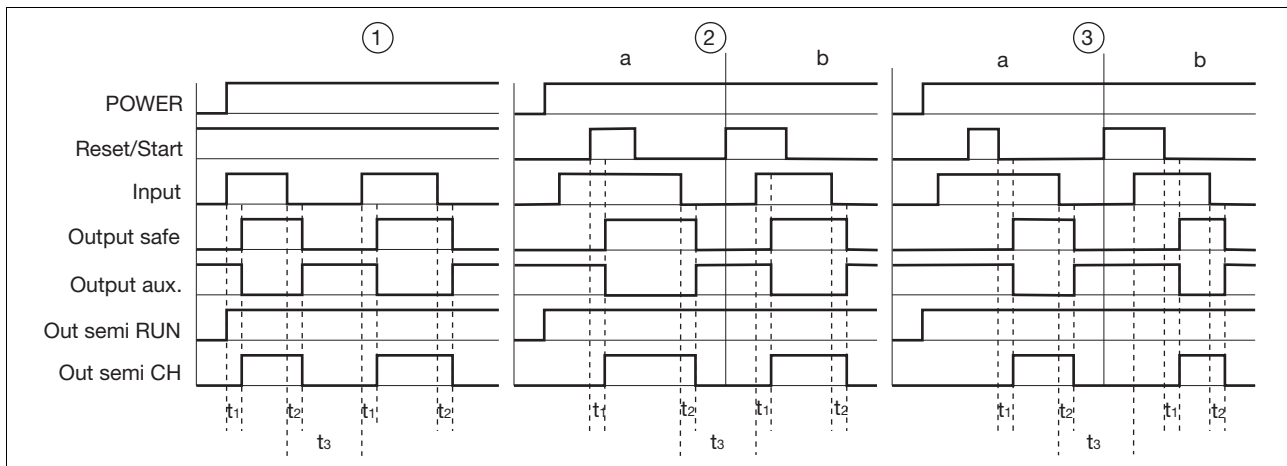 ① ② ③
a b a b
POWER
Reset/Start
Input
Output safe
Output aux.
Out semi RUN
Out semi CH
t1 t2 t1 t2 t1 t2 t1 t2 t1 t2 t1 t2
t3 t3 t3